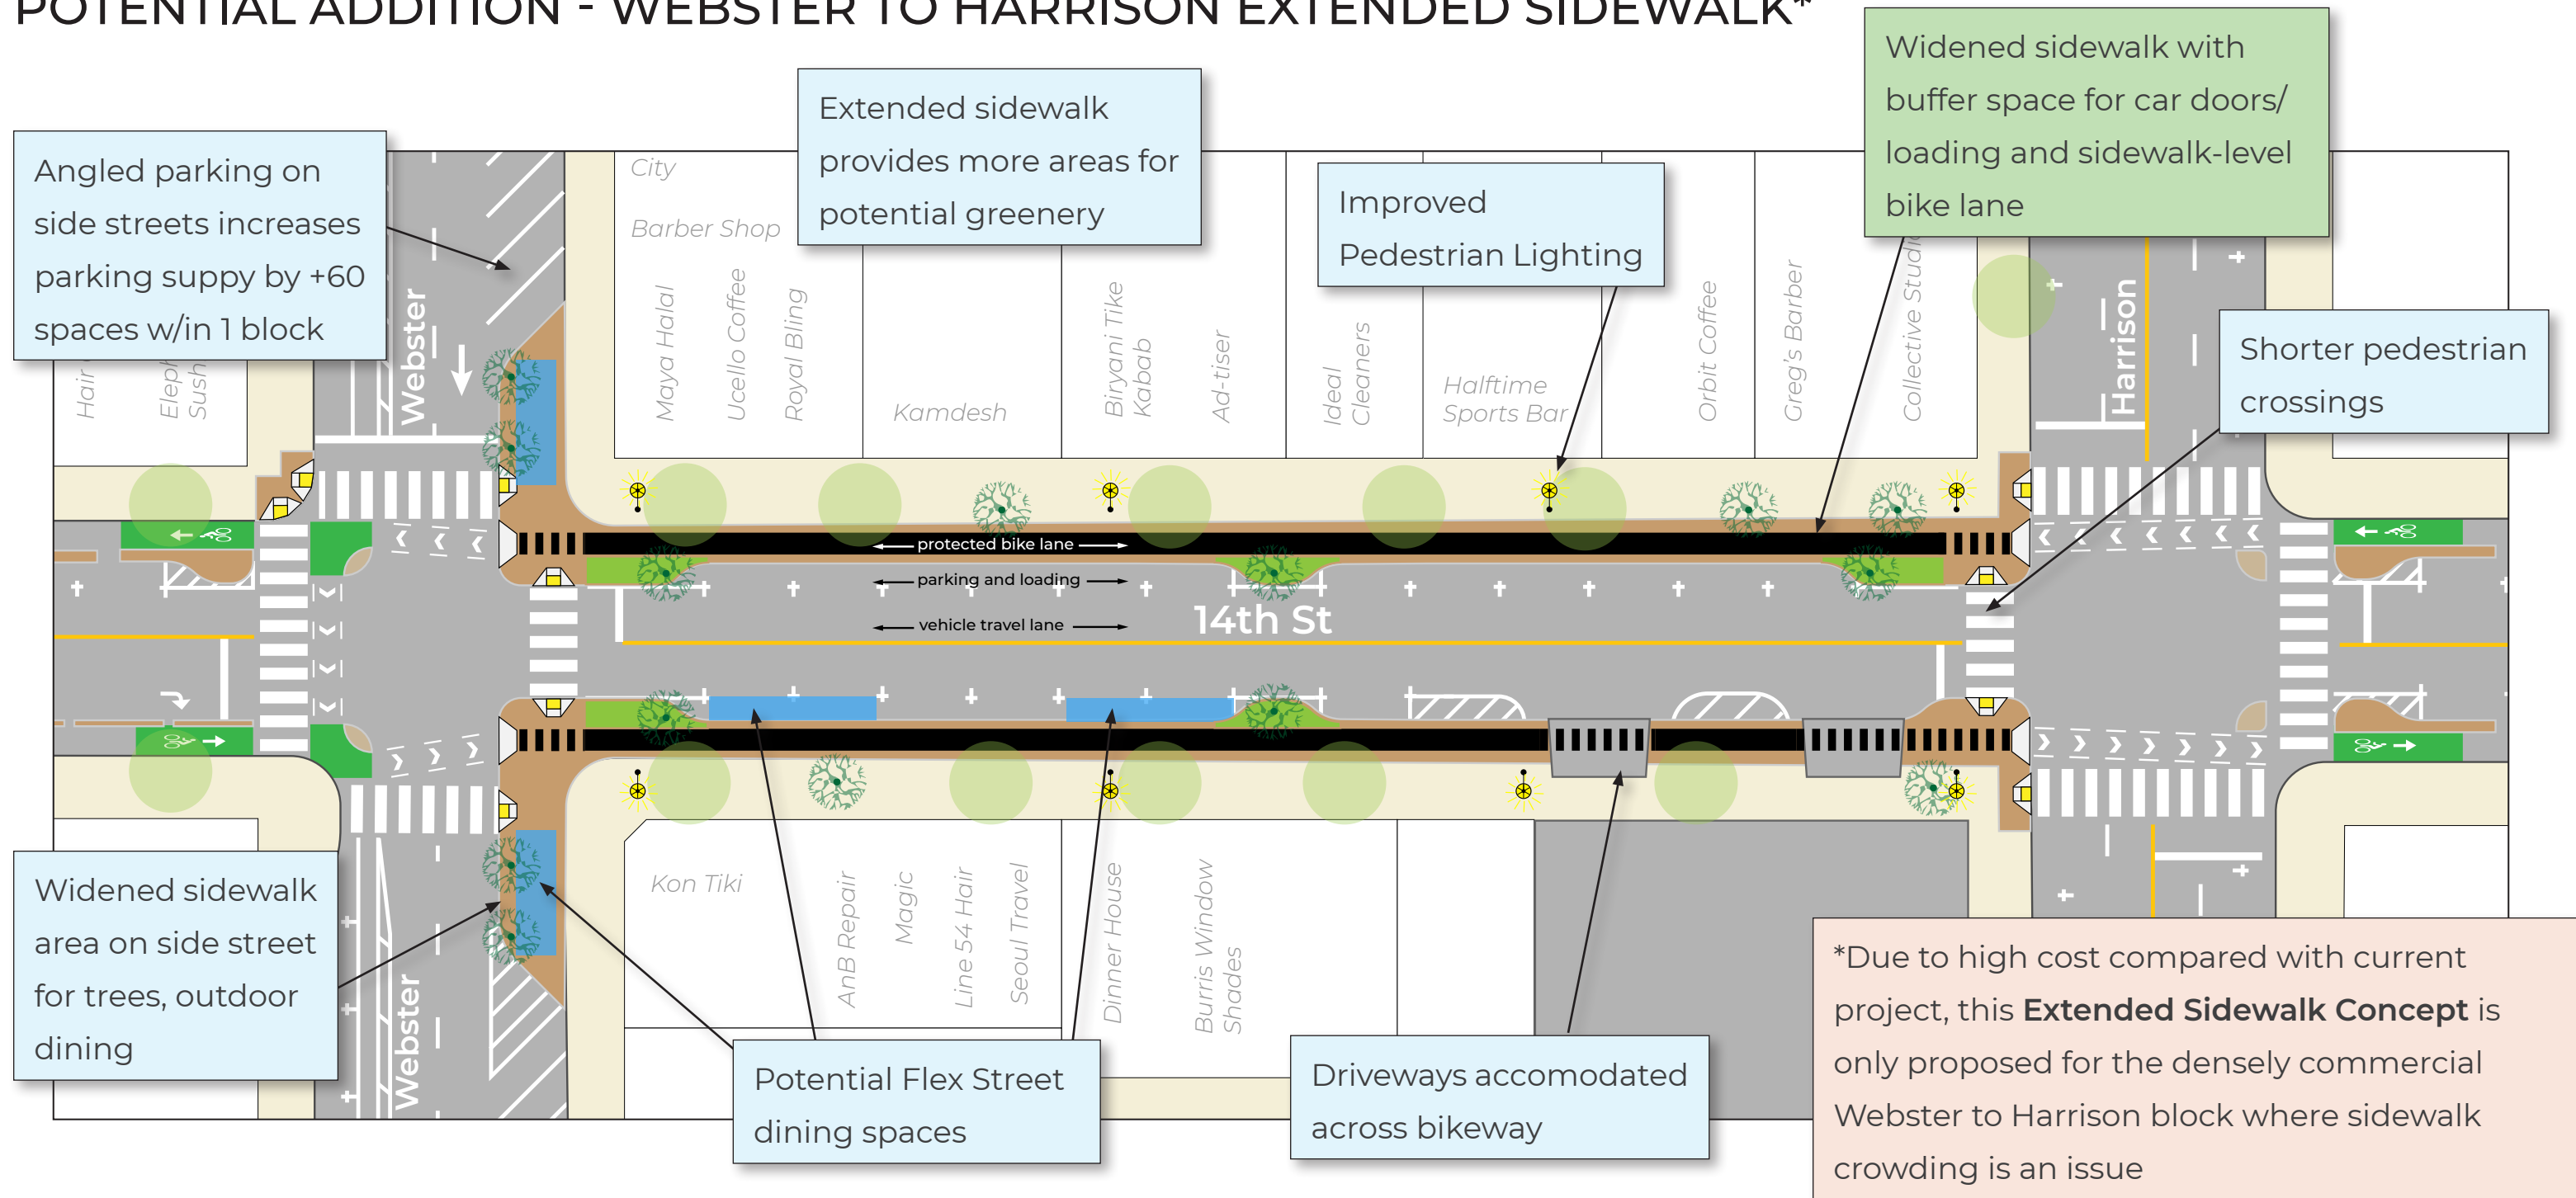 POTENTIAL ADDITION - WEBSTER TO HARRISON EXTENDED SIDEWALK*
Widened sidewalk with
buffer space for car doors/
loading and sidewalk-level
bike lane
Extended sidewalk
provides more areas for
potential greenery
Angled parking on
side streets increases
parking suppy by +60
spaces w/in 1 block
Improved
Pedestrian Lighting
Shorter pedestrian
crossings
City
Barber Shop
Maya Halal
Ucello Coffee
Royal Bling
Kamdesh
Biryani Tike
Kabab
Ad-tiser
Ideal
Cleaners
Halftime
Sports Bar
Orbit Coffee
Greg's Barber
Collective
Hair
Webster
Harrison
protected bike lane
parking and loading
14th St
vehicle travel lane
Kon Tiki
AnB Repair
Magic
Line 54 Hair
Seoul Travel
Dinner House
Burris Window
Shades
Webster
Widened sidewalk
area on side street
for trees, outdoor
dining
Potential Flex Street
dining spaces
Driveways accomodated
across bikeway
*Due to high cost compared with current
project, this Extended Sidewalk Concept is
only proposed for the densely commercial
Webster to Harrison block where sidewalk
crowding is an issue